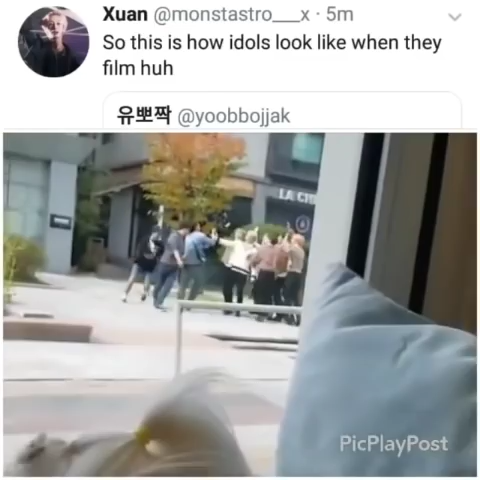 Xuan @monstastro___x · 5m
So this is how idols look like when they
film huh
유뽀짝 @yoobbojjak
LA
PicPlayPost